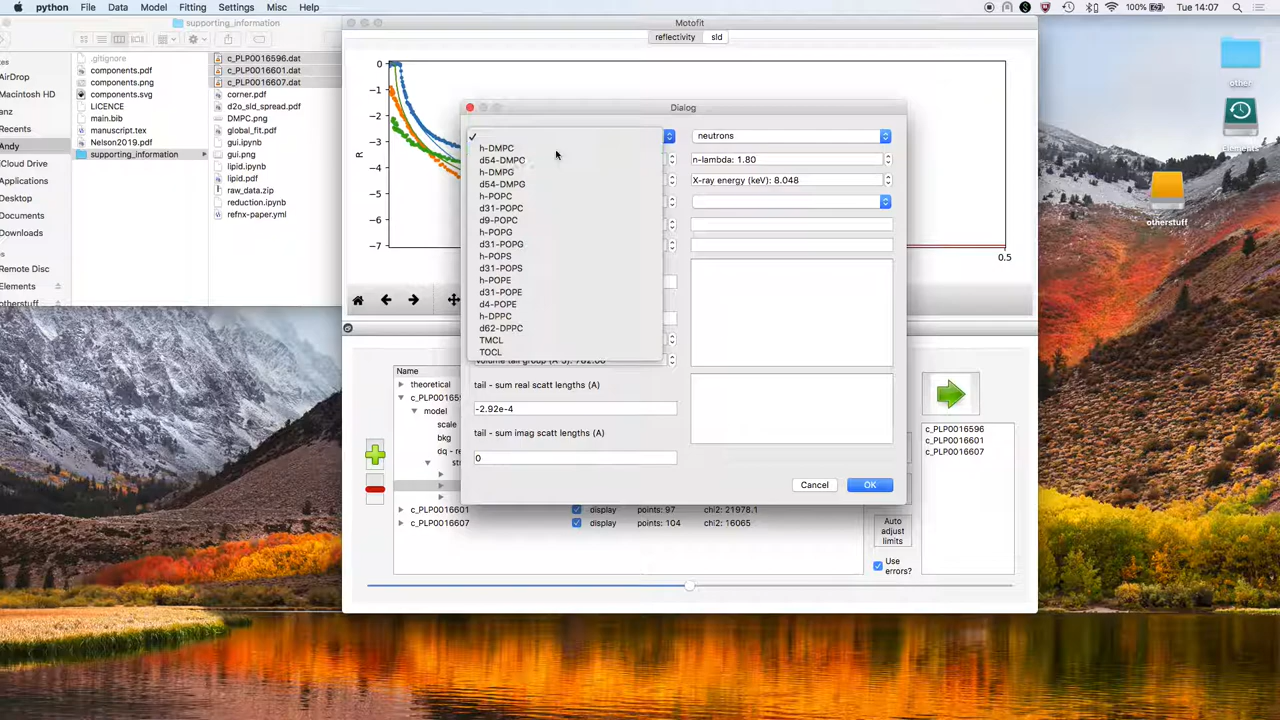 python File Data Model Fitting Settings Misc Help
100% Tue 14:07
supporting_information
AirDrop
Macintosh HD
Recents
Andy
Applications
Desktop
Documents
Downloads
Remote Disc
Elements
otherstuff
.gitignore
components.pdf
components.png
components.svg
LICENCE
main.bib
manuscript.tex
Nelson2019.pdf
supporting_information
c_PLP0016596.dat
c_PLP0016601.dat
c_PLP0016607.dat
corner.pdf
d2o_sld_spread.pdf
DMPC.png
global_fit.pdf
gui.png
lipid.ipynb
lipid.pdf
raw_data.zip
reduction.ipynb
refnx-paper.yml
Motofit
reflectivity sld
0
−1
−2
−3
−4
−5
−6
−7
R
0.5
Dialog
h-DMPC
d54-DMPC
h-DMPG
d54-DMPG
h-POPC
d31-POPC
d9-POPC
h-POPG
d31-POPG
h-POPS
d31-POPS
h-POPE
d31-POPE
d4-POPE
h-DPPC
d62-DPPC
TMCL
TOCL
tail - sum real scatt lengths (A)
-2.92e-4
tail - sum imag scatt lengths (A)
0
neutrons
n-lambda: 1.80
X-ray energy (keV): 8.048
Cancel OK
Name
theoretical
model
scale
bkg
c_PLP0016601 display points: 97 chi2: 21978.1
c_PLP0016607 display points: 104 chi2: 16065
Auto
adjust
limits
Use
errors?
c_PLP0016596
c_PLP0016601
c_PLP0016607
other
Elements
otherstuff